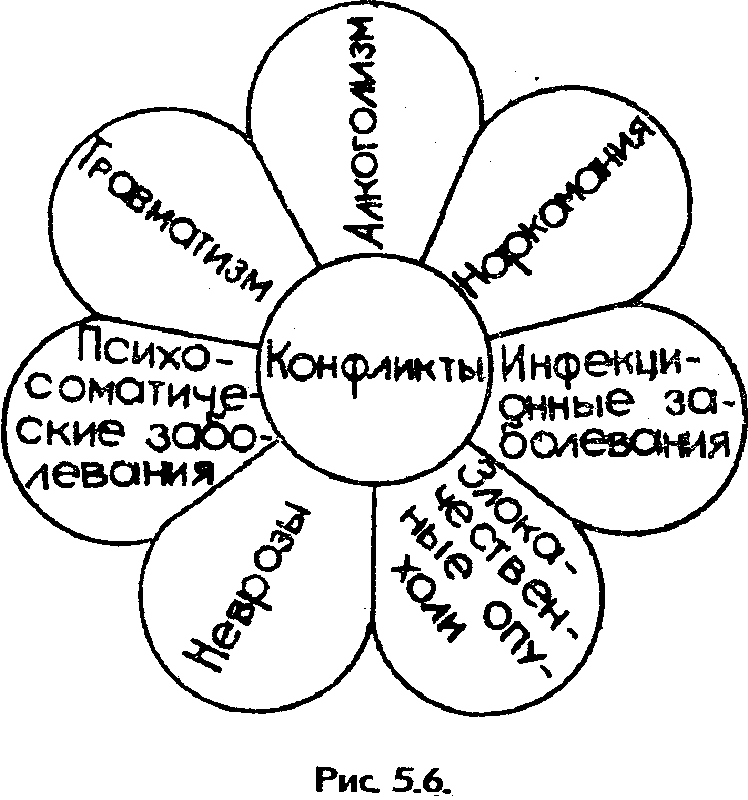 Алкоголизм
Наркамания
Инфекци-
онные за-
болевания
Злока-
чествен-
ные опу-
холи
Неврозы
Психо-
соматиче-
ские забо-
левания
Травматизм
Конфликты
Рис. 5.6.